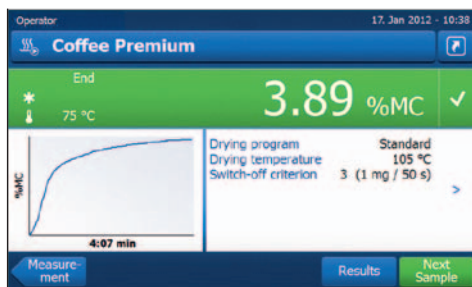 Operator
17. Jan 2012 - 10:38
Coffee Premium
End
75 °C
3.89 %MC
%MC
4:07 min
Drying program Standard
Drying temperature 105 °C
Switch-off criterion 3 (1 mg / 50 s)
>
Measure-
ment
Results
Next
Sample